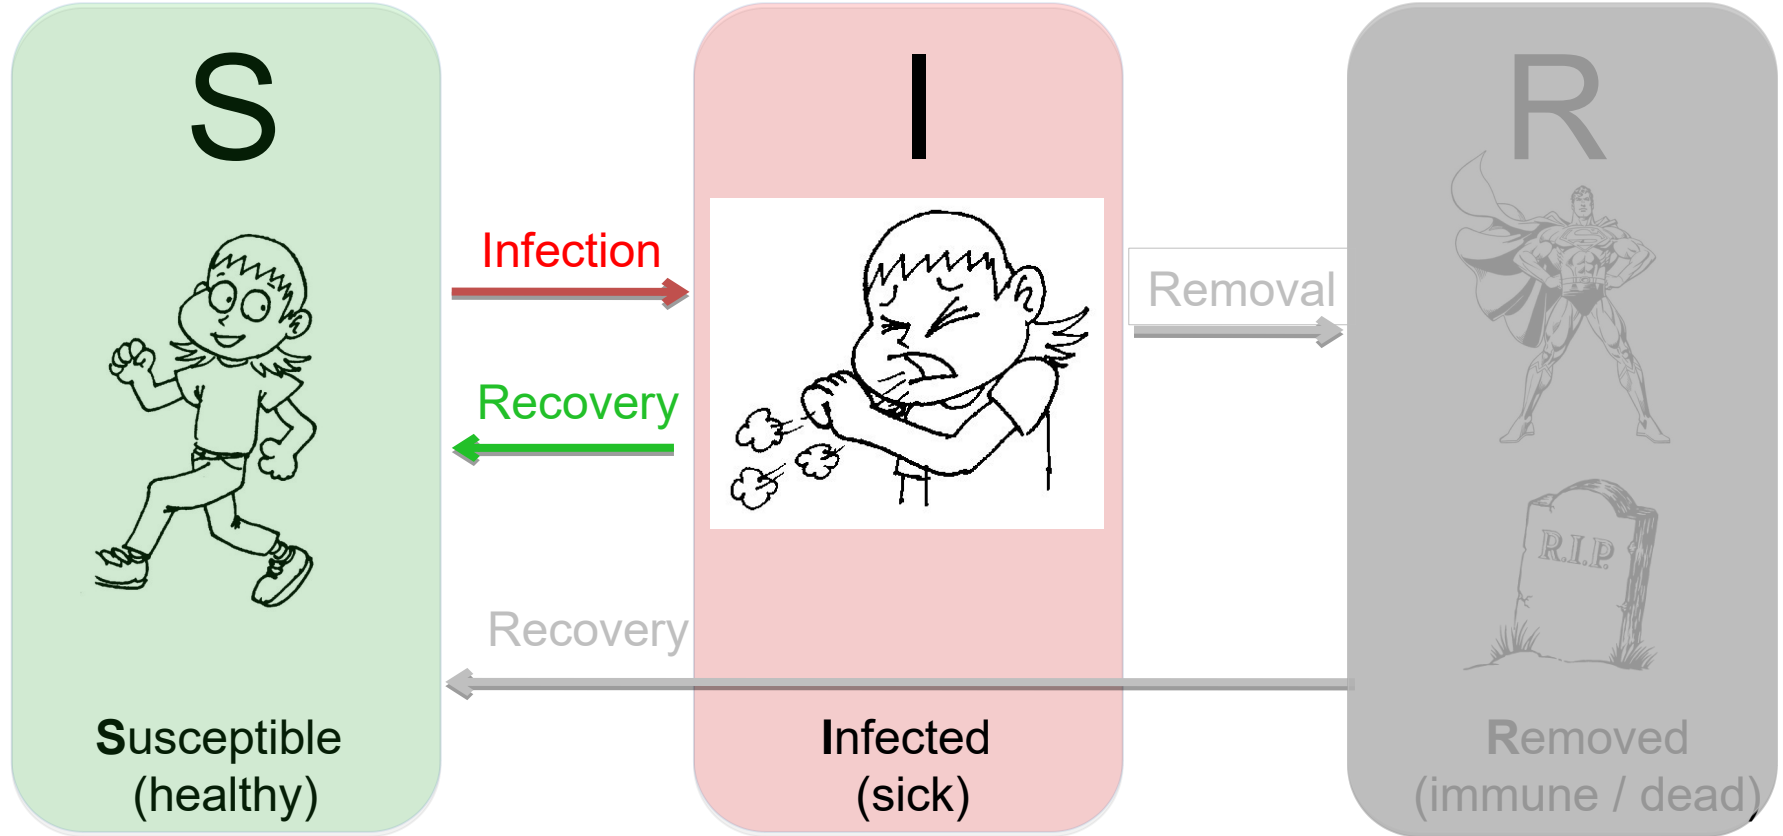 S
I
R
Infection
Removal
Recovery
R.I.P.
Recovery
Susceptible
(healthy)
Infected
(sick)
Removed
(immune / dead)